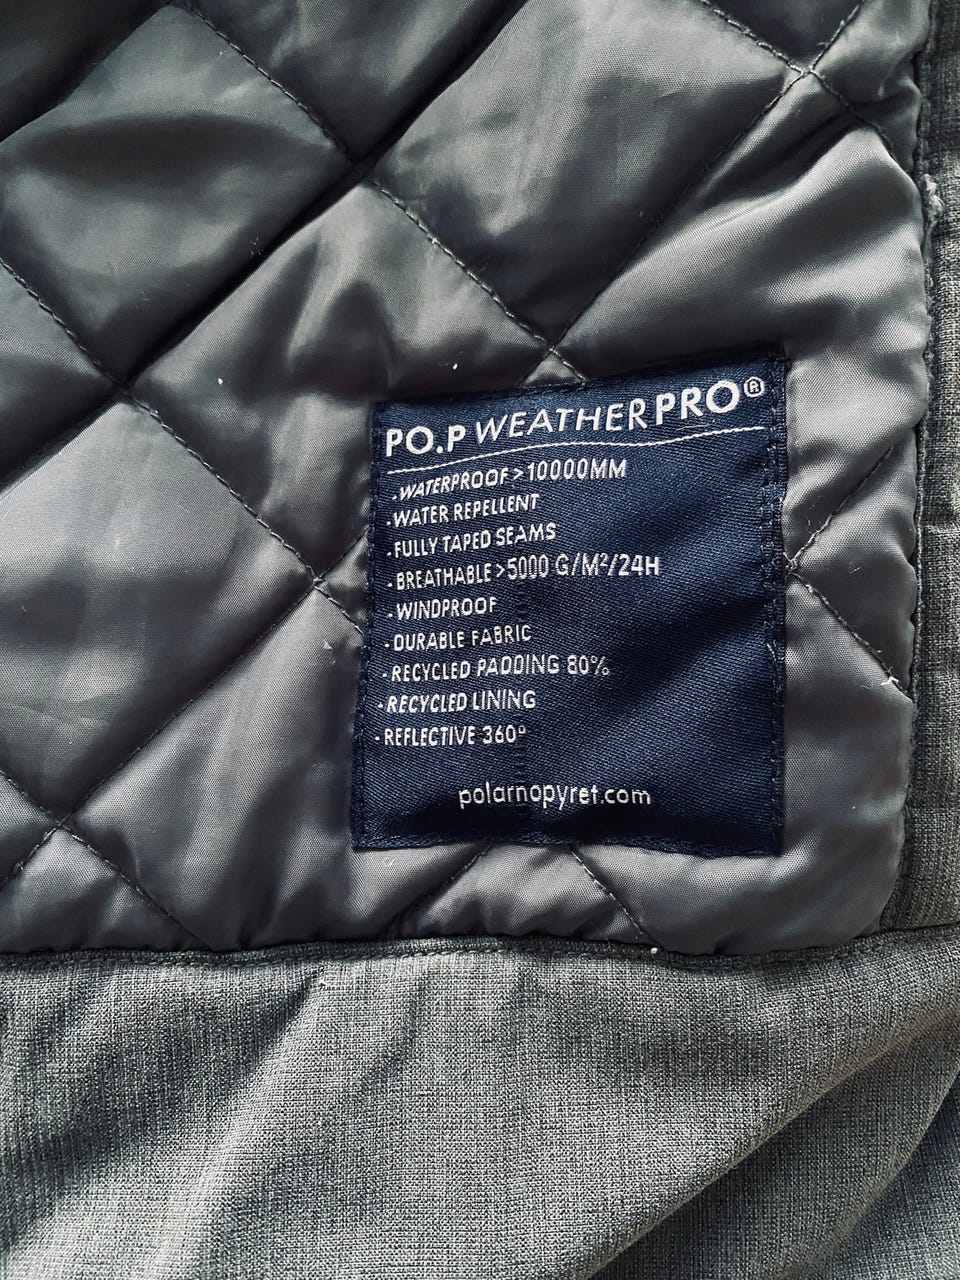 PO.P WEATHERPRO®
-WATERPROOF >10000MM
-WATER REPELLENT
-FULLY TAPED SEAMS
-BREATHABLE >5000 G/M²/24H
-WINDPROOF
-DURABLE FABRIC
-RECYCLED PADDING 80%
-RECYCLED LINING
-REFLECTIVE 360°
polarnopyret.com